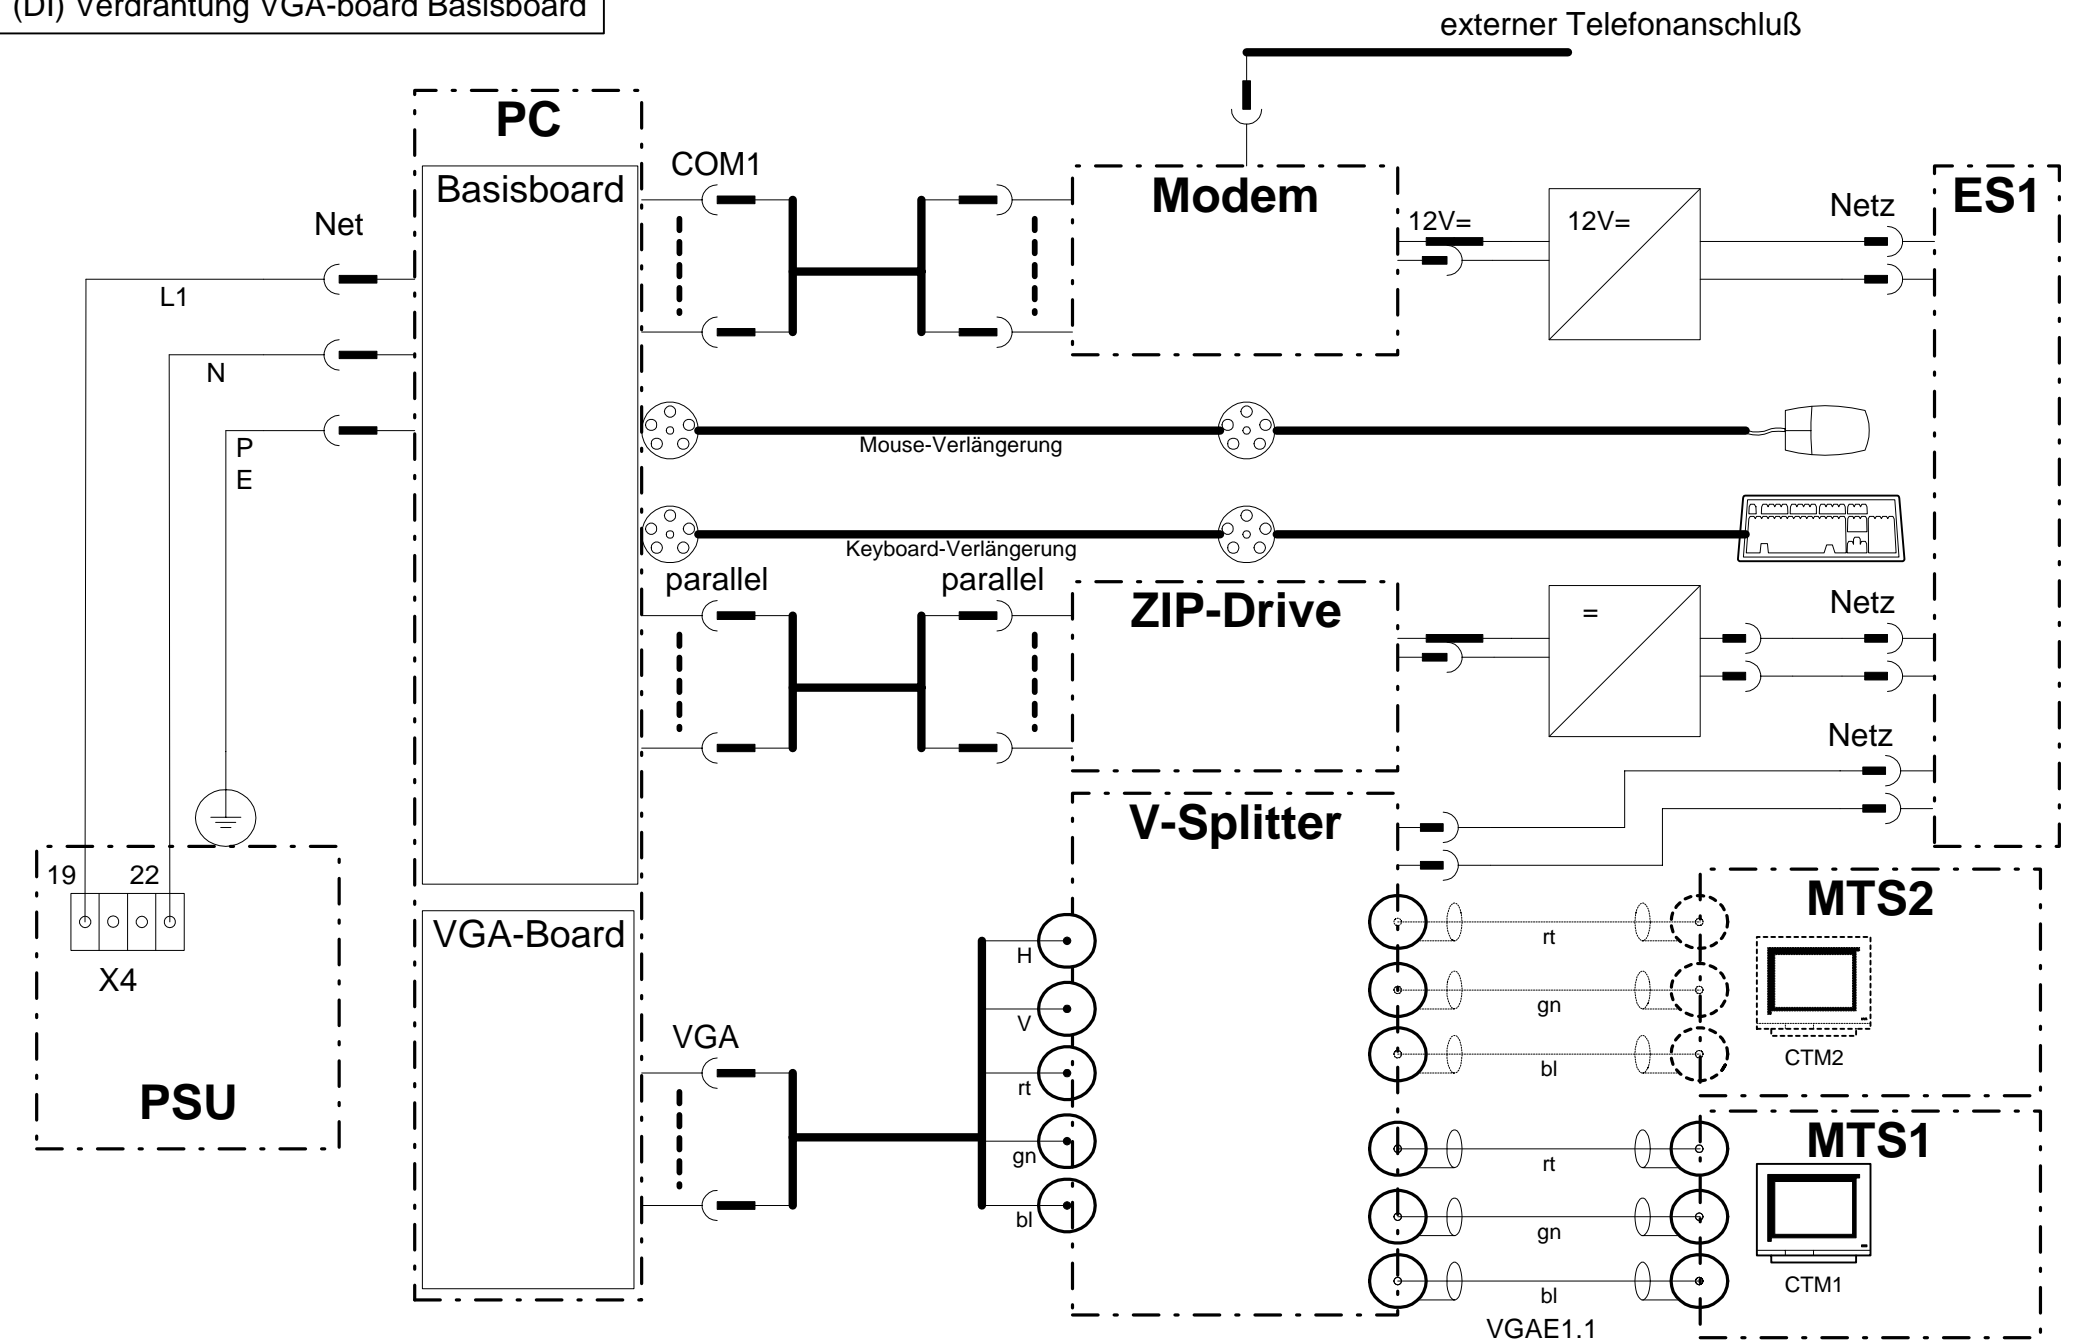 (DI) Verdrahtung VGA-board Basisboard
externer Telefonanschluß
PC
Basisboard
COM1
Modem
12V=
12V=
Netz
ES1
Net
L1
N
P
E
Mouse-Verlängerung
Keyboard-Verlängerung
parallel
parallel
ZIP-Drive
=
Netz
Netz
V-Splitter
19
22
X4
PSU
VGA-Board
VGA
H
V
rt
gn
bl
rt
gn
bl
MTS2
CTM2
rt
gn
bl
MTS1
CTM1
VGAE1.1